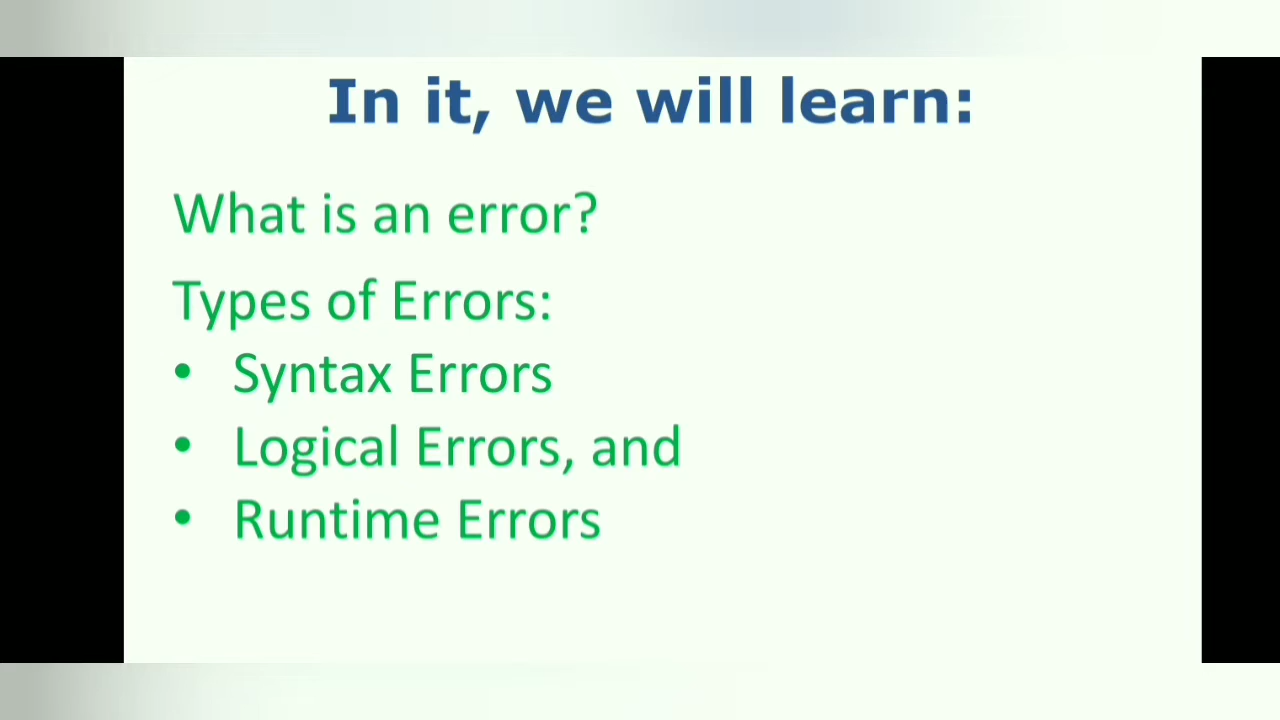 In it, we will learn:
What is an error?
Types of Errors:
• Syntax Errors
• Logical Errors, and
• Runtime Errors